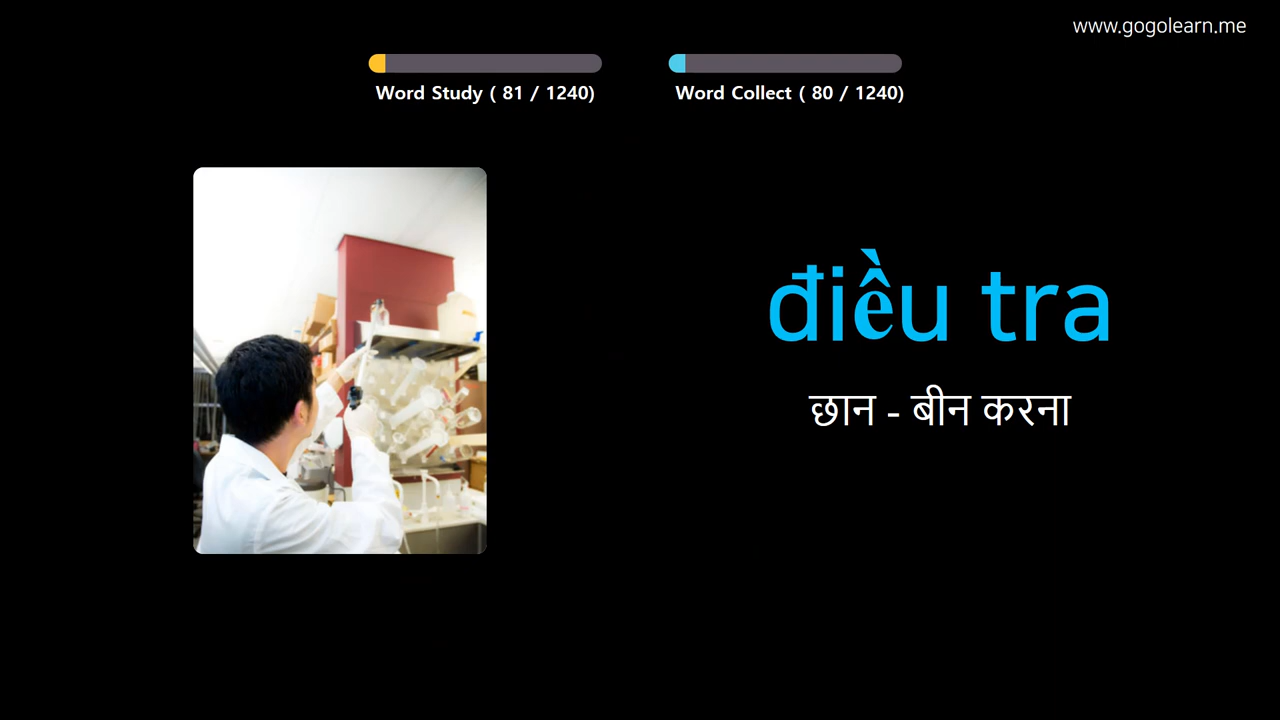 www.gogolearn.me
Word Study ( 81 / 1240)
Word Collect ( 80 / 1240)
điều tra
छान - बीन करना